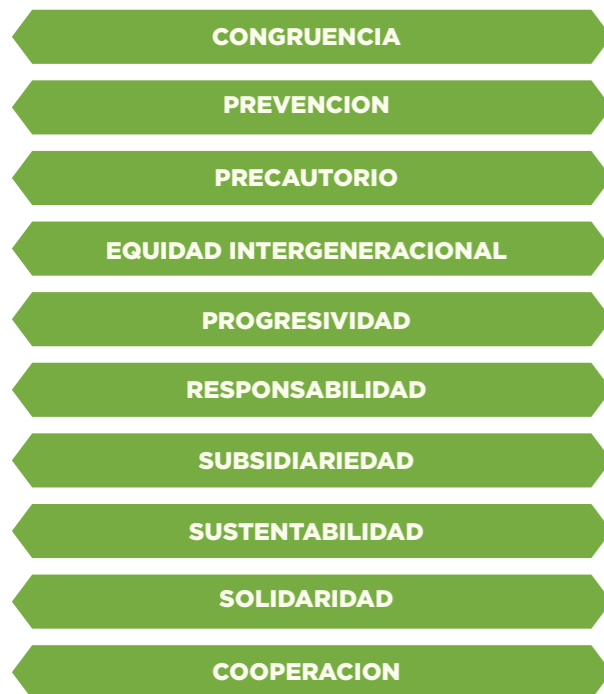 CONGRUENCIA
PREVENCION
PRECAUTORIO
EQUIDAD INTERGENERACIONAL
PROGRESIVIDAD
RESPONSABILIDAD
SUBSIDIARIEDAD
SUSTENTABILIDAD
SOLIDARIDAD
COOPERACION